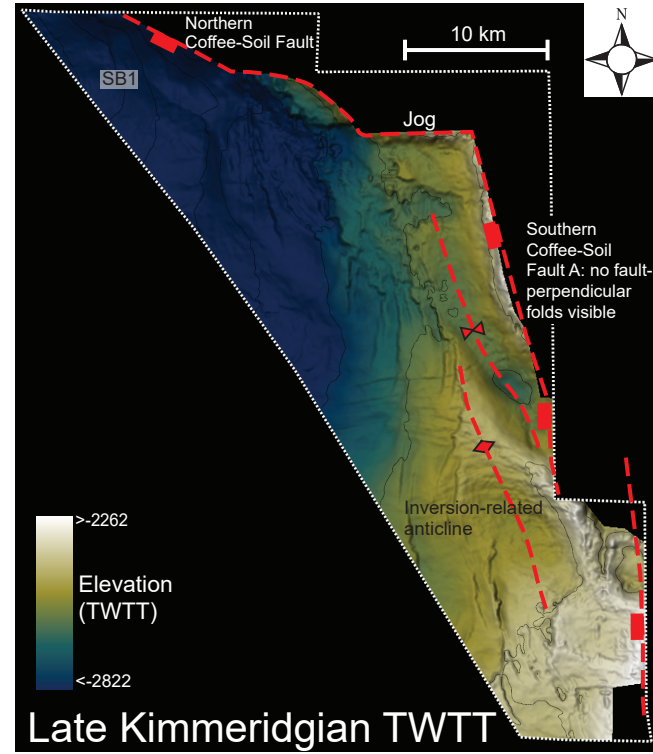 N
Northern
Coffee-Soil Fault
10 km
SB1
Jog
Southern
Coffee-Soil
Fault A: no fault-
perpendicular
folds visible
Inversion-related
anticline
>-2262
Elevation
(TWTT)
<-2822
Late Kimmeridgian TWTT